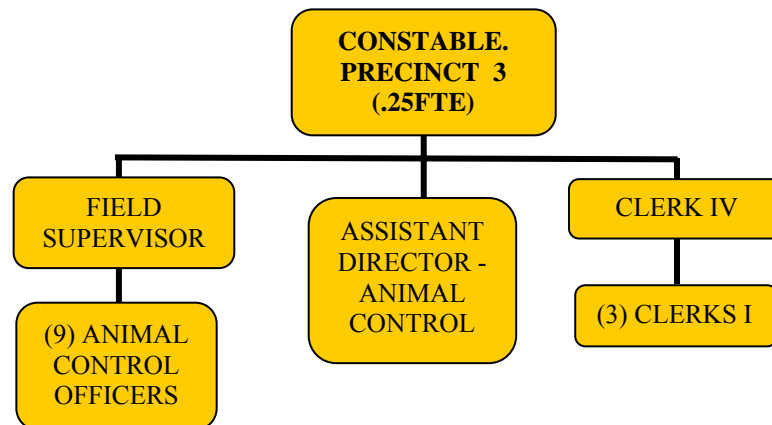 CONSTABLE.
PRECINCT 3
(.25FTE)
FIELD
SUPERVISOR
ASSISTANT
DIRECTOR -
ANIMAL
CONTROL
CLERK IV
(9) ANIMAL
CONTROL
OFFICERS
(3) CLERKS I